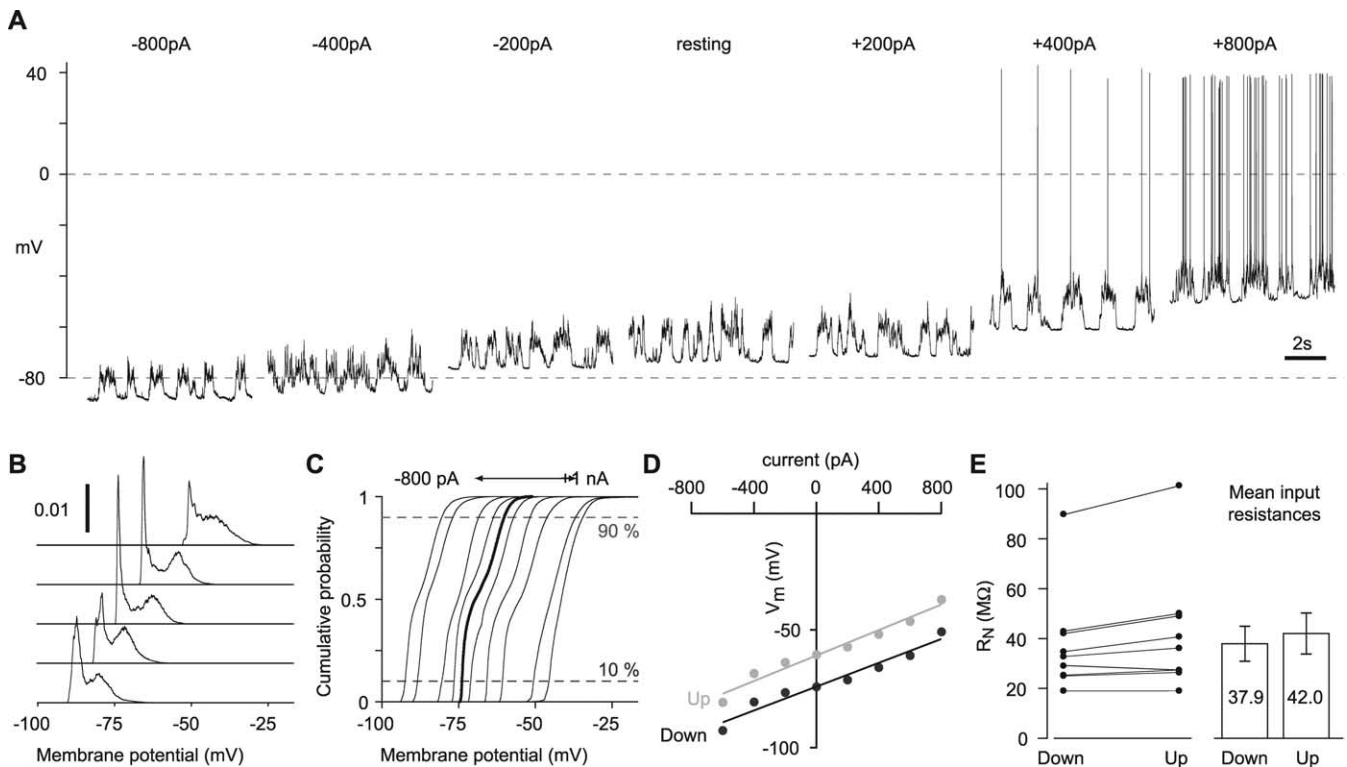 A
-800pA -400pA -200pA resting +200pA +400pA +800pA
40
0
mV
-80
2s
B
0.01
-100 -75 -50 -25
Membrane potential (mV)
C
-800 pA 1 nA
Cumulative probability
1
0.5
0
90 %
10 %
-100 -75 -50 -25
Membrane potential (mV)
D
current (pA)
-800 -400 0 400 800
Vm (mV)
-50
-100
Up
Down
E
RN (MΩ)
100
80
60
40
20
0
Down Up
Mean input
resistances
37.9 42.0
Down Up